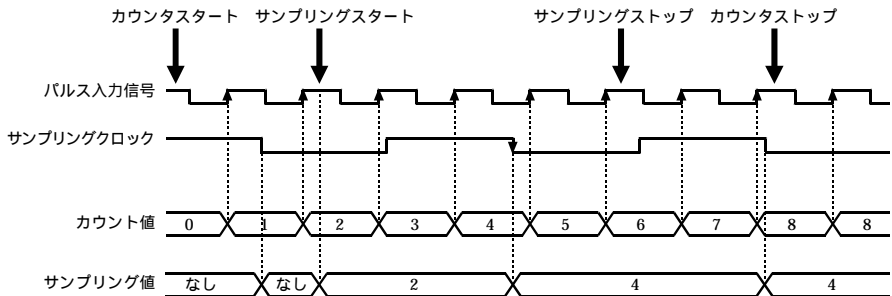 カウンタスタート サンプリングスタート サンプリングストップ カウンタストップ
パルス入力信号
サンプリングクロック
カウント値 0 1 2 3 4 5 6 7 8 8
サンプリング値 なし なし 2 4 4